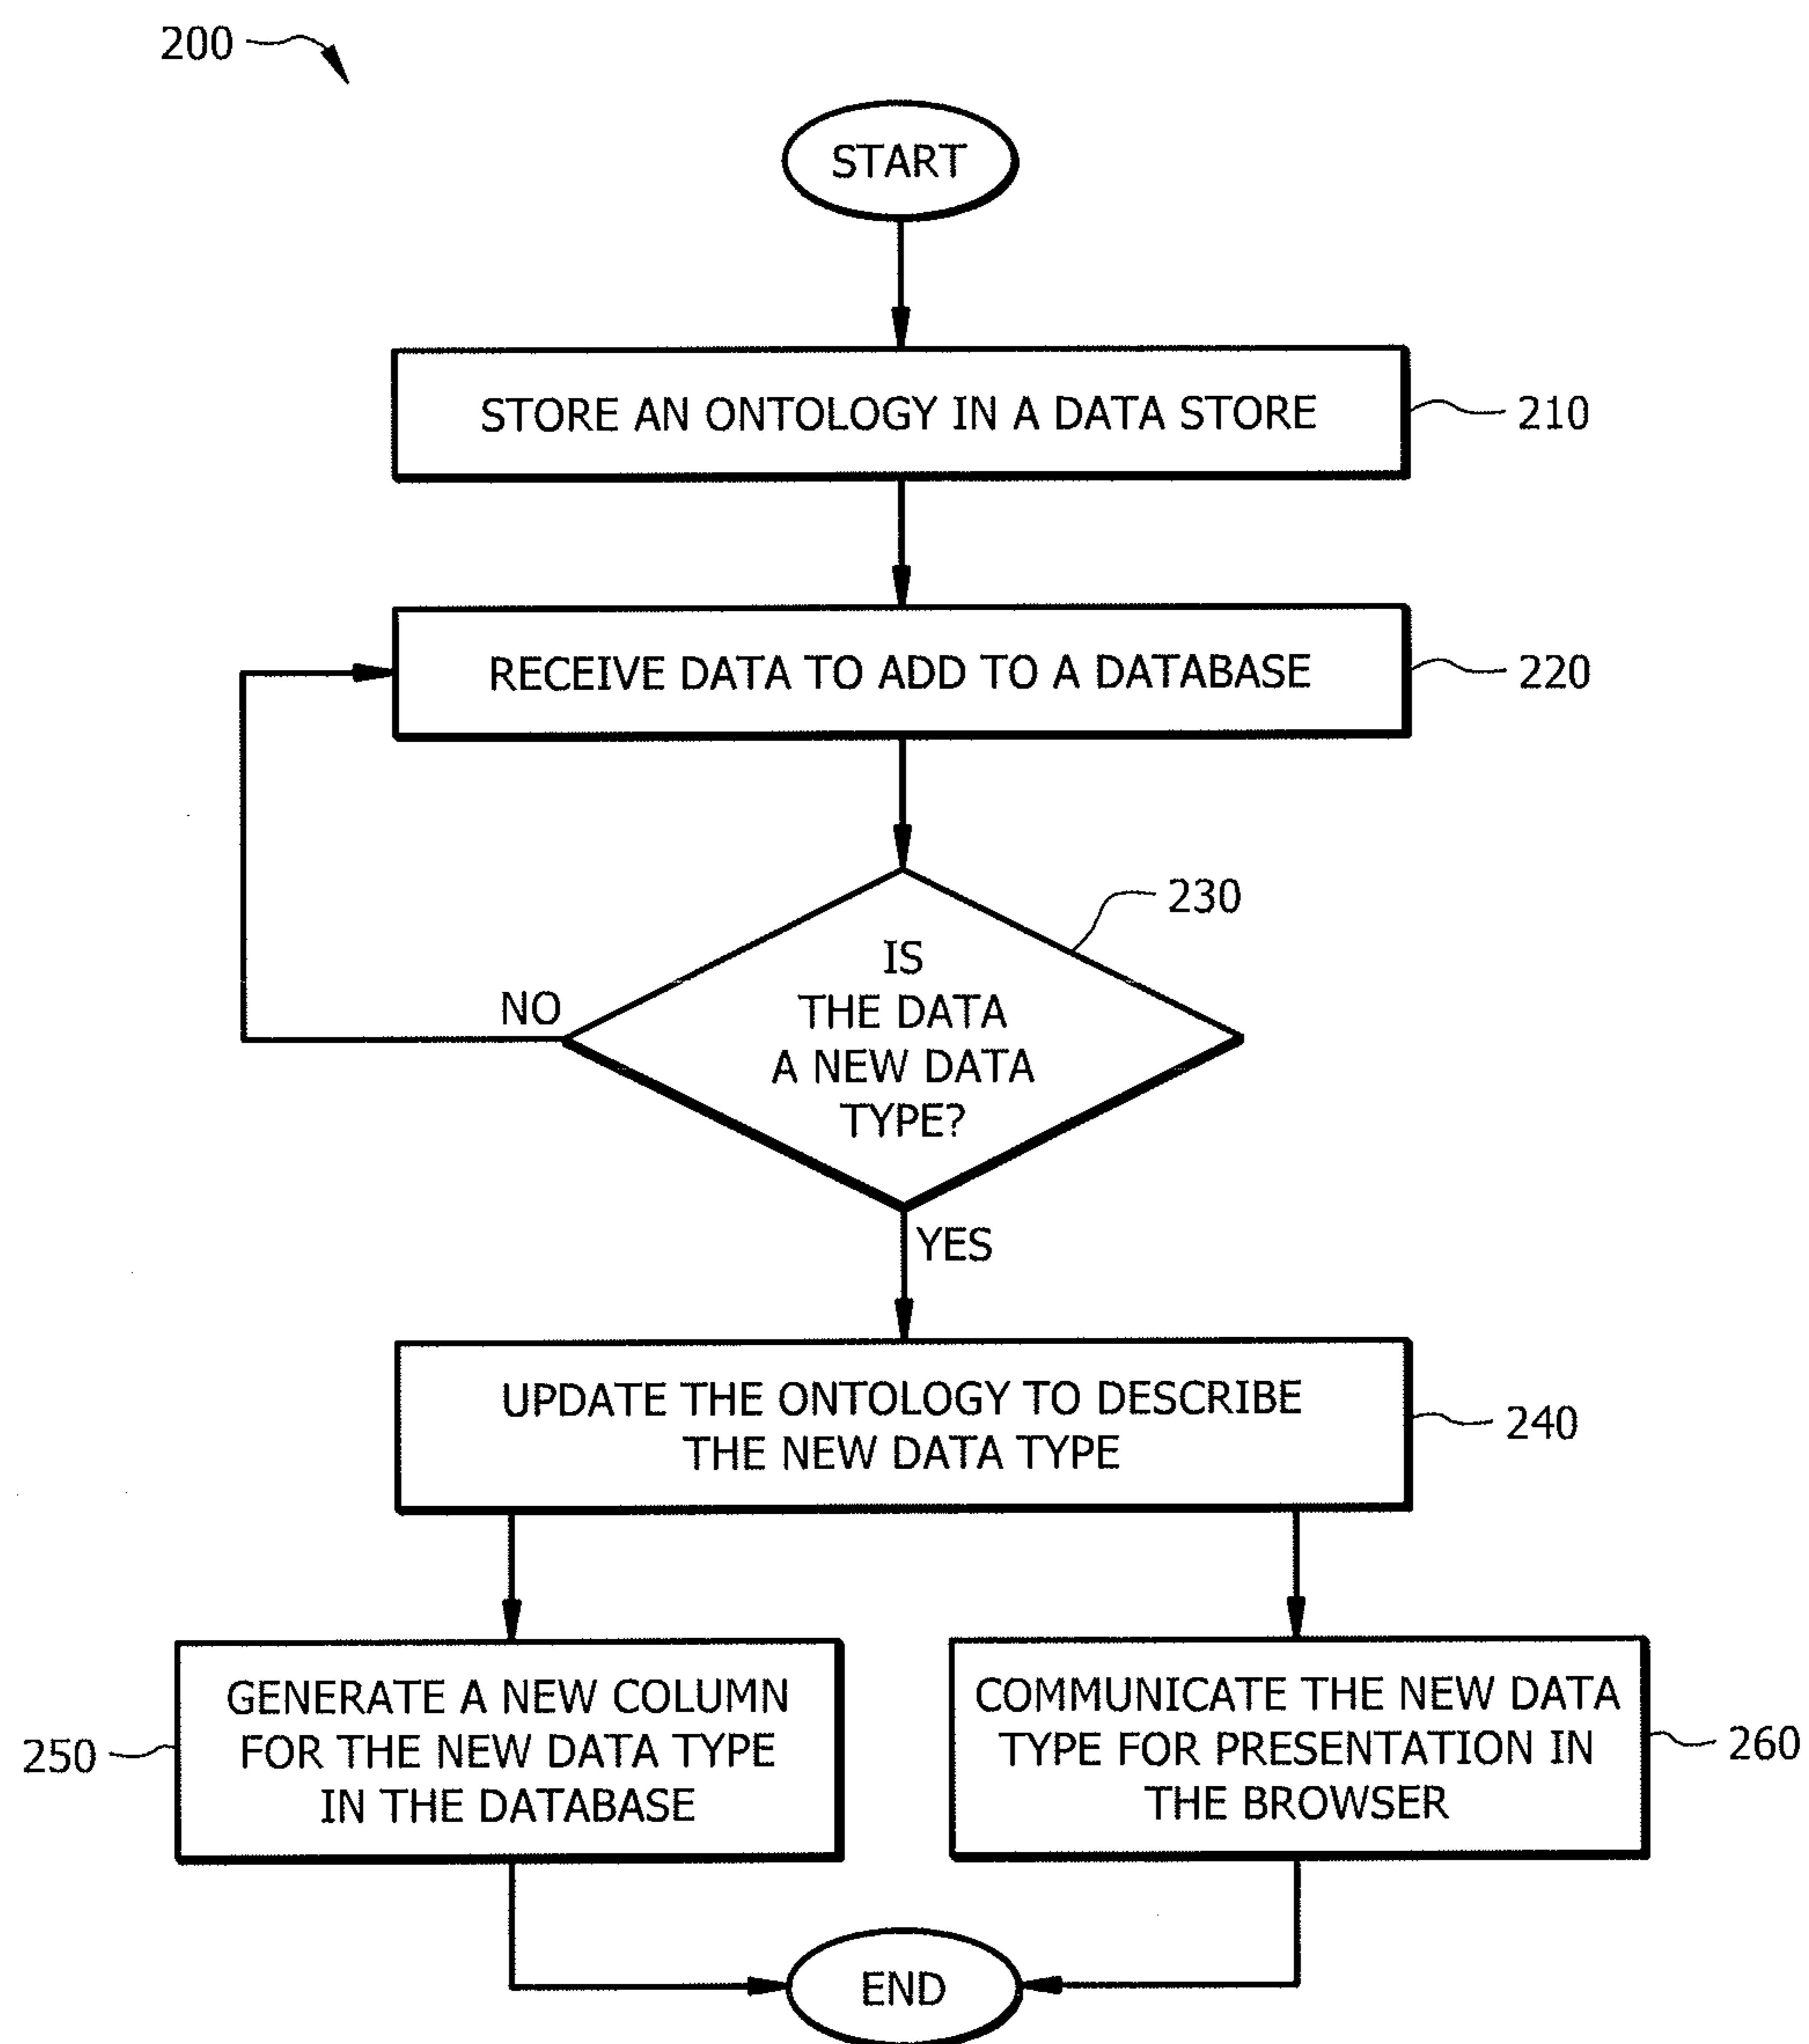 200
START
STORE AN ONTOLOGY IN A DATA STORE
210
RECEIVE DATA TO ADD TO A DATABASE
220
230
IS
THE DATA
A NEW DATA
TYPE?
NO
YES
UPDATE THE ONTOLOGY TO DESCRIBE
THE NEW DATA TYPE
240
250
GENERATE A NEW COLUMN
FOR THE NEW DATA TYPE
IN THE DATABASE
COMMUNICATE THE NEW DATA
TYPE FOR PRESENTATION IN
THE BROWSER
260
END